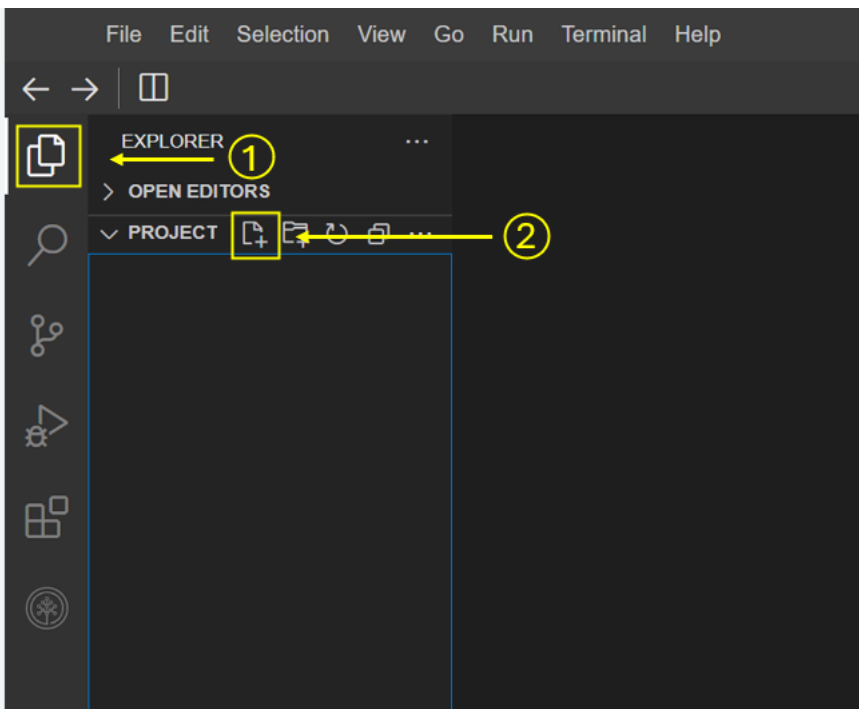 File Edit Selection View Go Run Terminal Help
EXPLORER
1
OPEN EDITORS
PROJECT
2